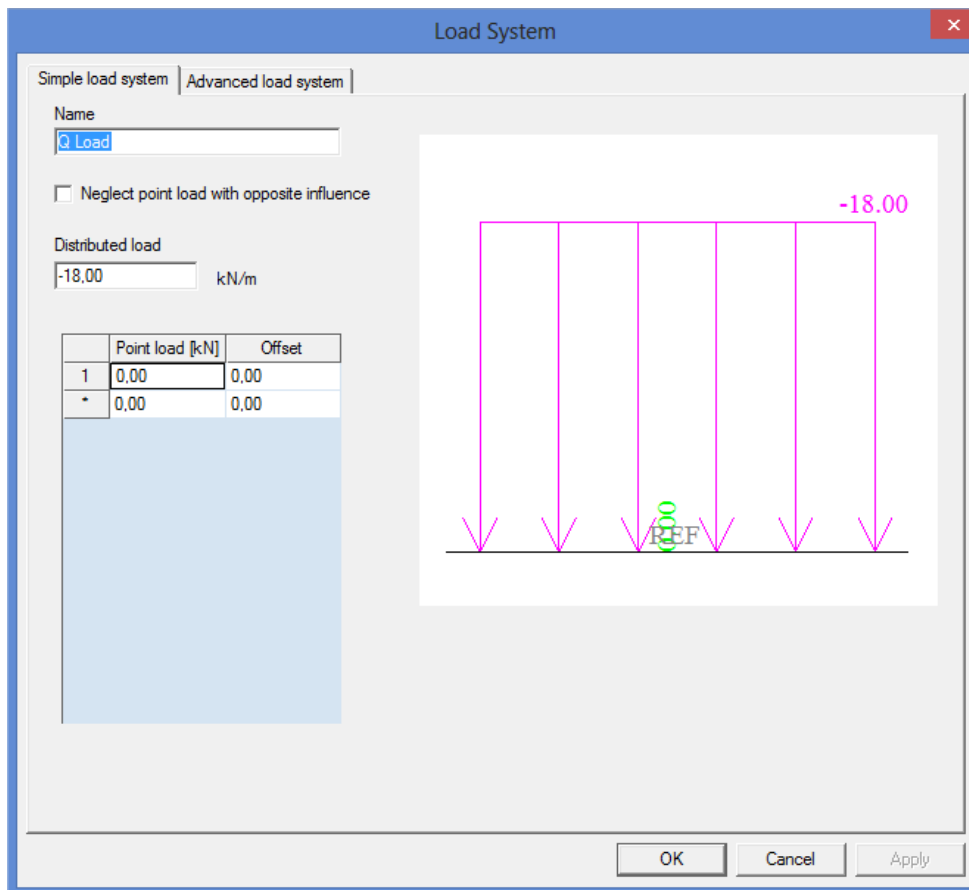 Load System
Simple load system
Advanced load system
Name
Q Load
Neglect point load with opposite influence
Distributed load
-18,00
kN/m
Point load [kN] Offset
1 0,00 0,00
* 0,00 0,00
-18.00
0.00
REF
OK
Cancel
Apply